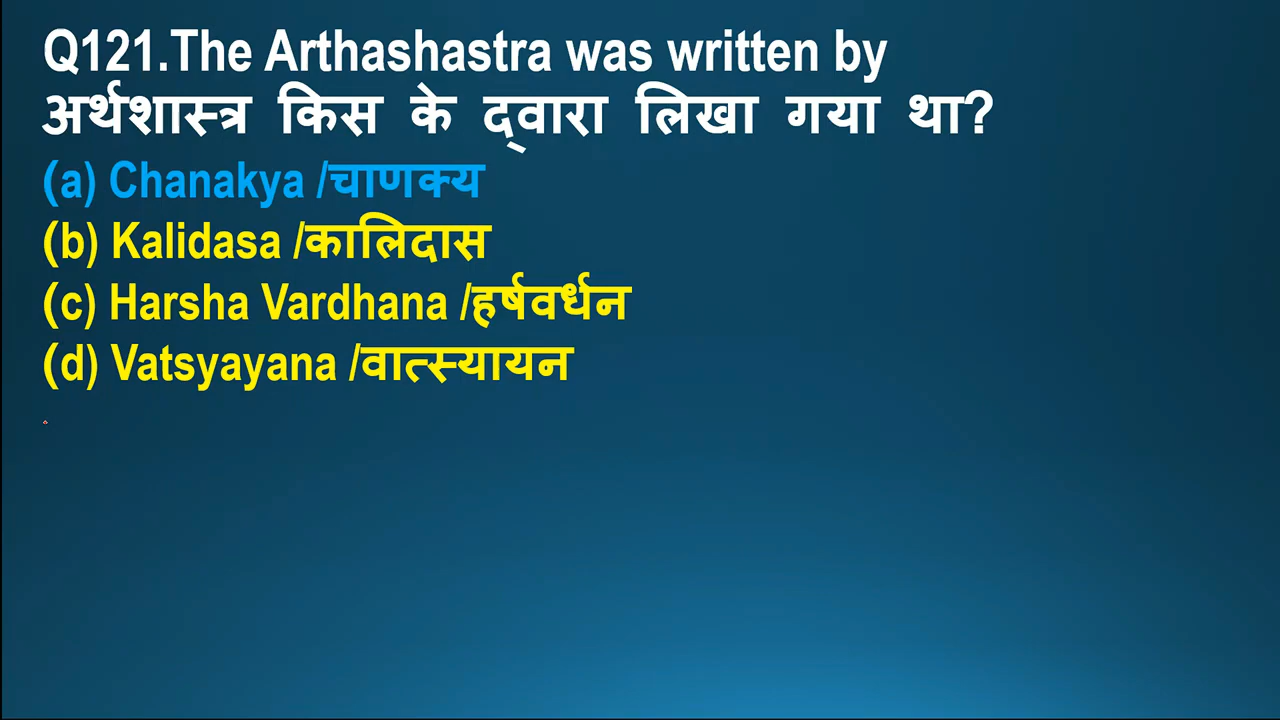 Q121.The Arthashastra was written by
अर्थशास्त्र किस के द्वारा लिखा गया था?
(a) Chanakya /चाणक्य
(b) Kalidasa /कालिदास
(c) Harsha Vardhana /हर्षवर्धन
(d) Vatsyayana /वात्स्यायन